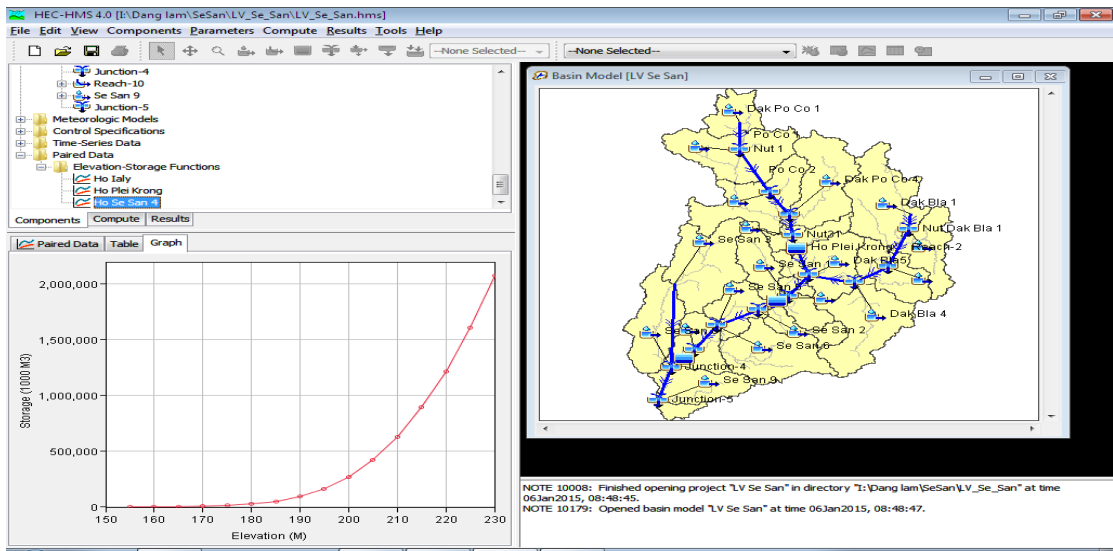 HEC-HMS 4.0 [I:\Dang lam\SeSan\LV_Se_San\LV_Se_San.hms]
File Edit View Components Parameters Compute Results Tools Help
--None Selected-- --None Selected--
Junction-4
Reach-10
Se San 9
Junction-5
Meteorologic Models
Control Specifications
Time-Series Data
Paired Data
Elevation-Storage Functions
Ho Ialy
Ho Plei Krong
Ho Se San 4
Components Compute Results
Paired Data Table Graph
2,000,000
1,500,000
1,000,000
500,000
0
Storage (1000 M3)
150 160 170 180 190 200 210 220 230
Elevation (M)
Basin Model [LV Se San]
Dak Po Co 1
Po Co 1
Nut 1
Po Co 2
Dak Po Co 4
Dak Bla 1
Nut Dak Bla 1
Nut31
Se San 3
Ho Plei Krong
Reach-2
Se San 1
Dak Bla5
Dak Bla 4
Se San 2
Se San 6
Junction-4
Se San 9
Junction-5
NOTE 10008: Finished opening project "LV Se San" in directory "I:\Dang lam\SeSan\LV_Se_San" at time
06Jan2015, 08:48:45.
NOTE 10179: Opened basin model "LV Se San" at time 06Jan2015, 08:48:47.